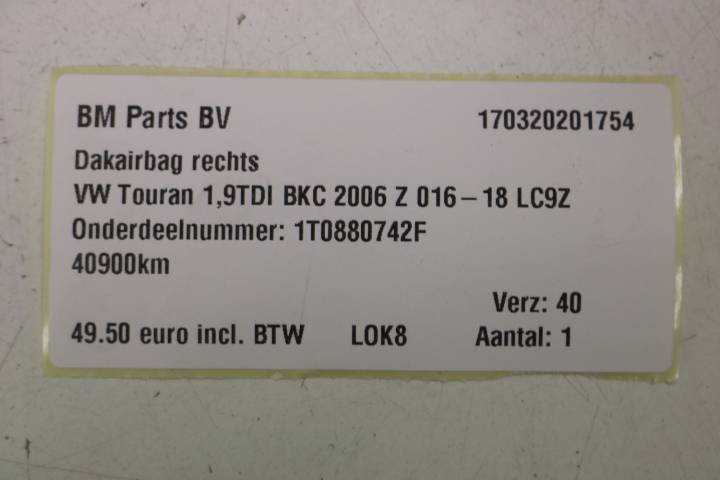 BM Parts BV 170320201754
Dakairbag rechts
VW Touran 1,9TDI BKC 2006 Z 016 – 18 LC9Z
Onderdeelnummer: 1T0880742F
40900km
Verz: 40
49.50 euro incl. BTW LOK8 Aantal: 1